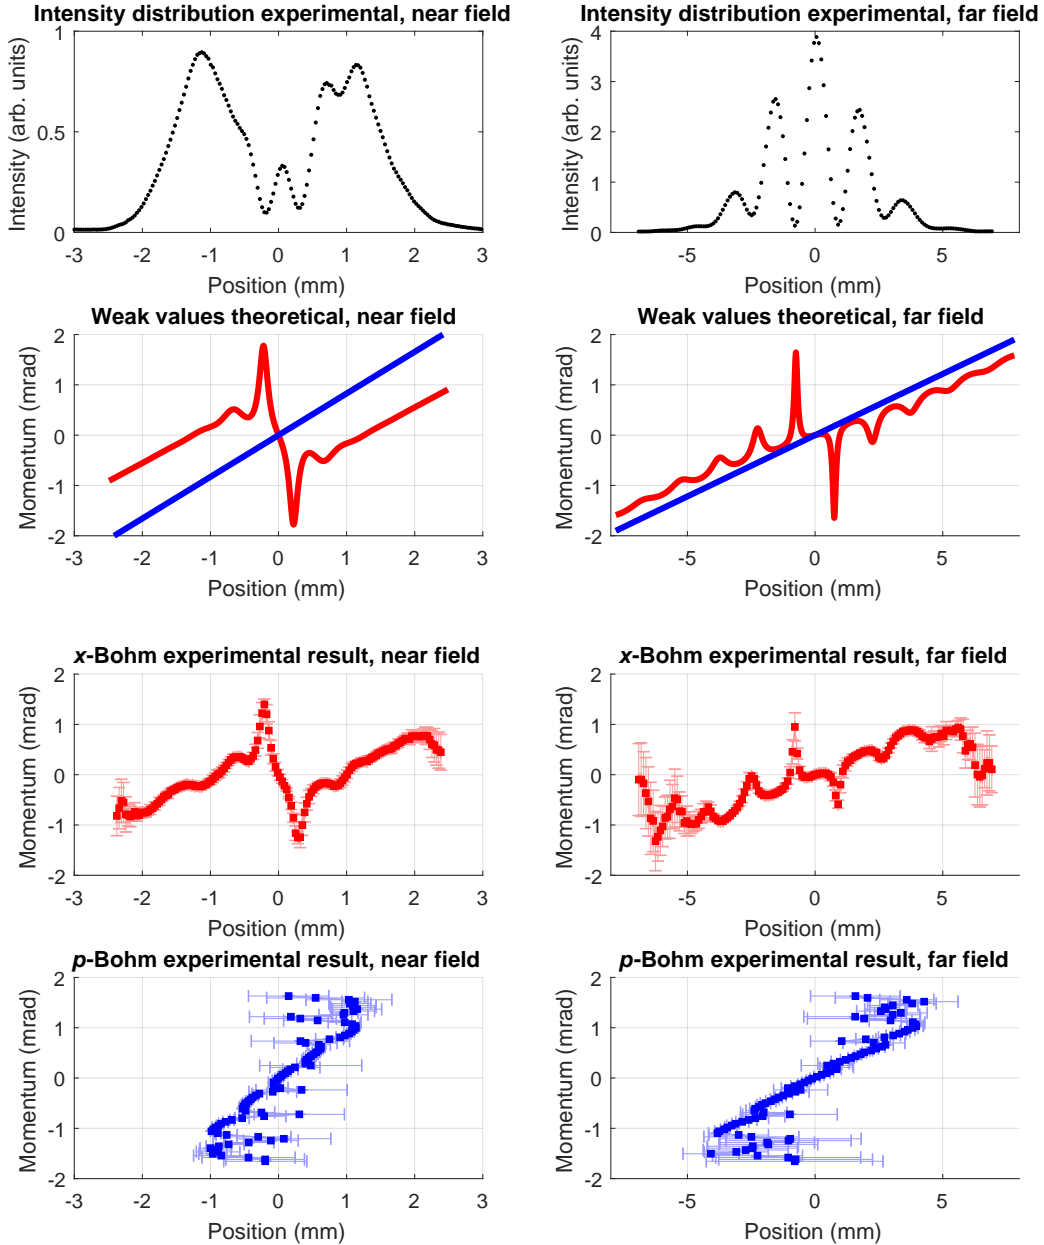 Intensity distribution experimental, near field
Intensity (arb. units)
1
0.5
0
-3 -2 -1 0 1 2 3
Position (mm)
Intensity distribution experimental, far field
Intensity (arb. units)
4
3
2
1
0
-5 0 5
Position (mm)
Weak values theoretical, near field
Momentum (mrad)
2
1
0
-1
-2
-3 -2 -1 0 1 2 3
Position (mm)
Weak values theoretical, far field
Momentum (mrad)
2
1
0
-1
-2
-5 0 5
Position (mm)
x-Bohm experimental result, near field
Momentum (mrad)
2
1
0
-1
-2
-3 -2 -1 0 1 2 3
Position (mm)
x-Bohm experimental result, far field
Momentum (mrad)
2
1
0
-1
-2
-5 0 5
Position (mm)
p-Bohm experimental result, near field
Momentum (mrad)
2
1
0
-1
-2
-3 -2 -1 0 1 2 3
Position (mm)
p-Bohm experimental result, far field
Momentum (mrad)
2
1
0
-1
-2
-5 0 5
Position (mm)